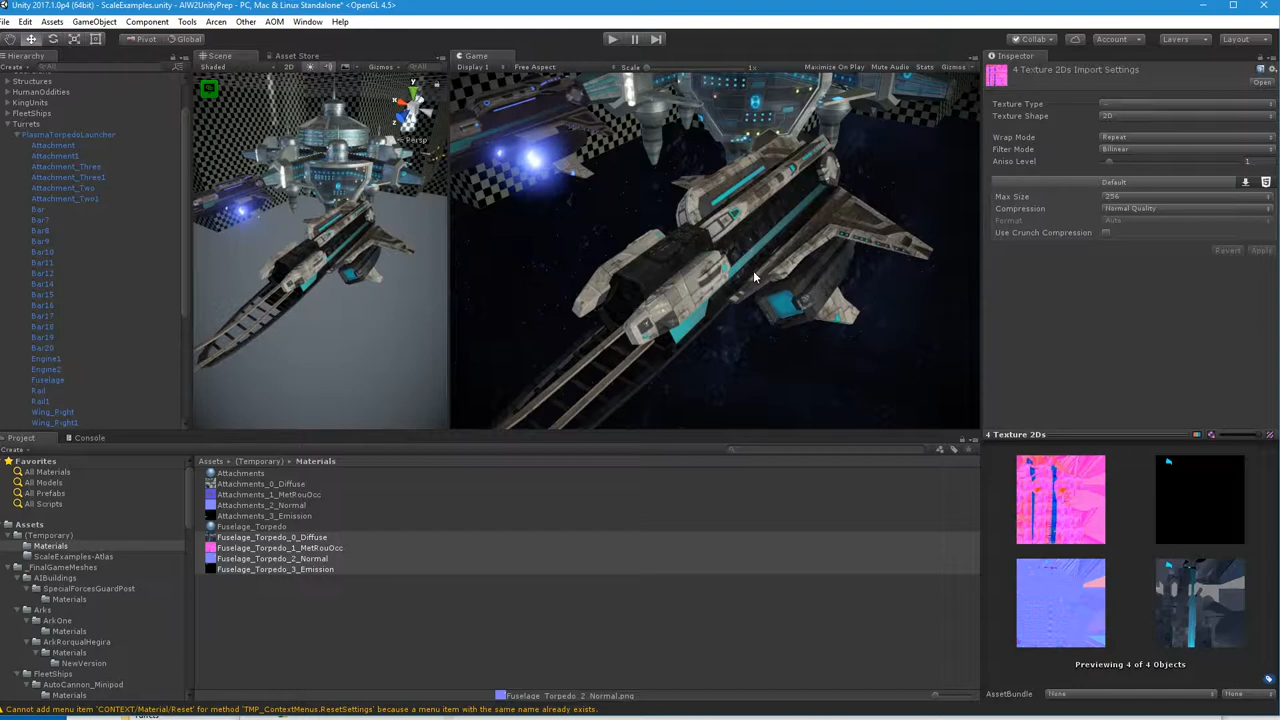 Unity 2017.1.0p4 (64bit) - ScaleExamples.unity - AIW2UnityPrep - PC, Mac & Linux Standalone* <OpenGL 4.5>
File Edit Assets GameObject Component Tools Arcen Other AOM Window Help
Pivot Global Collab Account Layers Layout
Hierarchy
Create All
Structures
HumanOddities
KingUnits
FleetShips
Turrets
PlasmaTorpedoLauncher
Attachment
Attachment1
Attachment_Three
Attachment_Three1
Attachment_Two
Attachment_Two1
Bar
Bar7
Bar8
Bar9
Bar10
Bar11
Bar12
Bar14
Bar15
Bar16
Bar17
Bar18
Bar19
Bar20
Engine1
Engine2
Fuselage
Rail
Rail1
Wing_Right
Wing_Right1
Scene Asset Store
Shaded 2D Gizmos All
y
x
z
Persp
Game
Display 1 Free Aspect Scale 1x Maximize On Play Mute Audio Stats Gizmos
Inspector
4 Texture 2Ds Import Settings
Open
Texture Type —
Texture Shape 2D
Wrap Mode Repeat
Filter Mode Bilinear
Aniso Level 1
Default
Max Size 256
Compression Normal Quality
Format Auto
Use Crunch Compression
Revert Apply
Project Console
Create
Favorites
All Materials
All Models
All Prefabs
All Scripts
Assets
(Temporary)
Materials
ScaleExamples-Atlas
_FinalGameMeshes
AIBuildings
SpecialForcesGuardPost
Materials
Arks
ArkOne
Materials
ArkRorqualHegira
Materials
NewVersion
FleetShips
AutoCannon_Minipod
Materials
Assets (Temporary) Materials
Attachments
Attachments_0_Diffuse
Attachments_1_MetRouOcc
Attachments_2_Normal
Attachments_3_Emission
Fuselage_Torpedo
Fuselage_Torpedo_0_Diffuse
Fuselage_Torpedo_1_MetRouOcc
Fuselage_Torpedo_2_Normal
Fuselage_Torpedo_3_Emission
Fuselage_Torpedo_2_Normal.png
4 Texture 2Ds
Previewing 4 of 4 Objects
AssetBundle None None
Cannot add menu item 'CONTEXT/Material/Reset' for method 'TMP_ContextMenus.ResetSettings' because a menu item with the same name already exists.